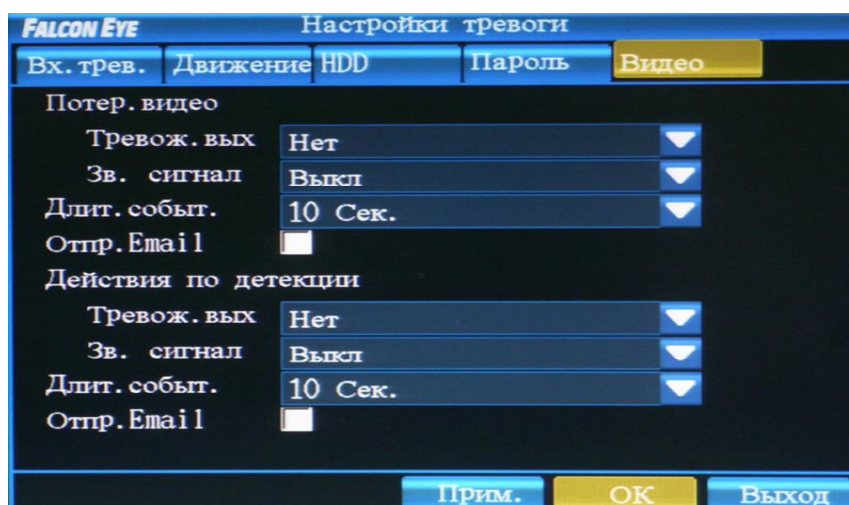 FALCON EYE Настройки тревоги
Вх.трев. Движение HDD Пароль Видео
Потер.видео
Тревож.вых Нет
Зв. сигнал Выкл
Длит.событ. 10 Сек.
Отпр.Email
Действия по детекции
Тревож.вых Нет
Зв. сигнал Выкл
Длит.событ. 10 Сек.
Отпр.Email
Прим. OK Выход